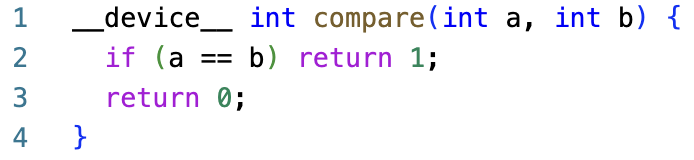 1 __device__ int compare(int a, int b) {
2   if (a == b) return 1;
3   return 0;
4 }